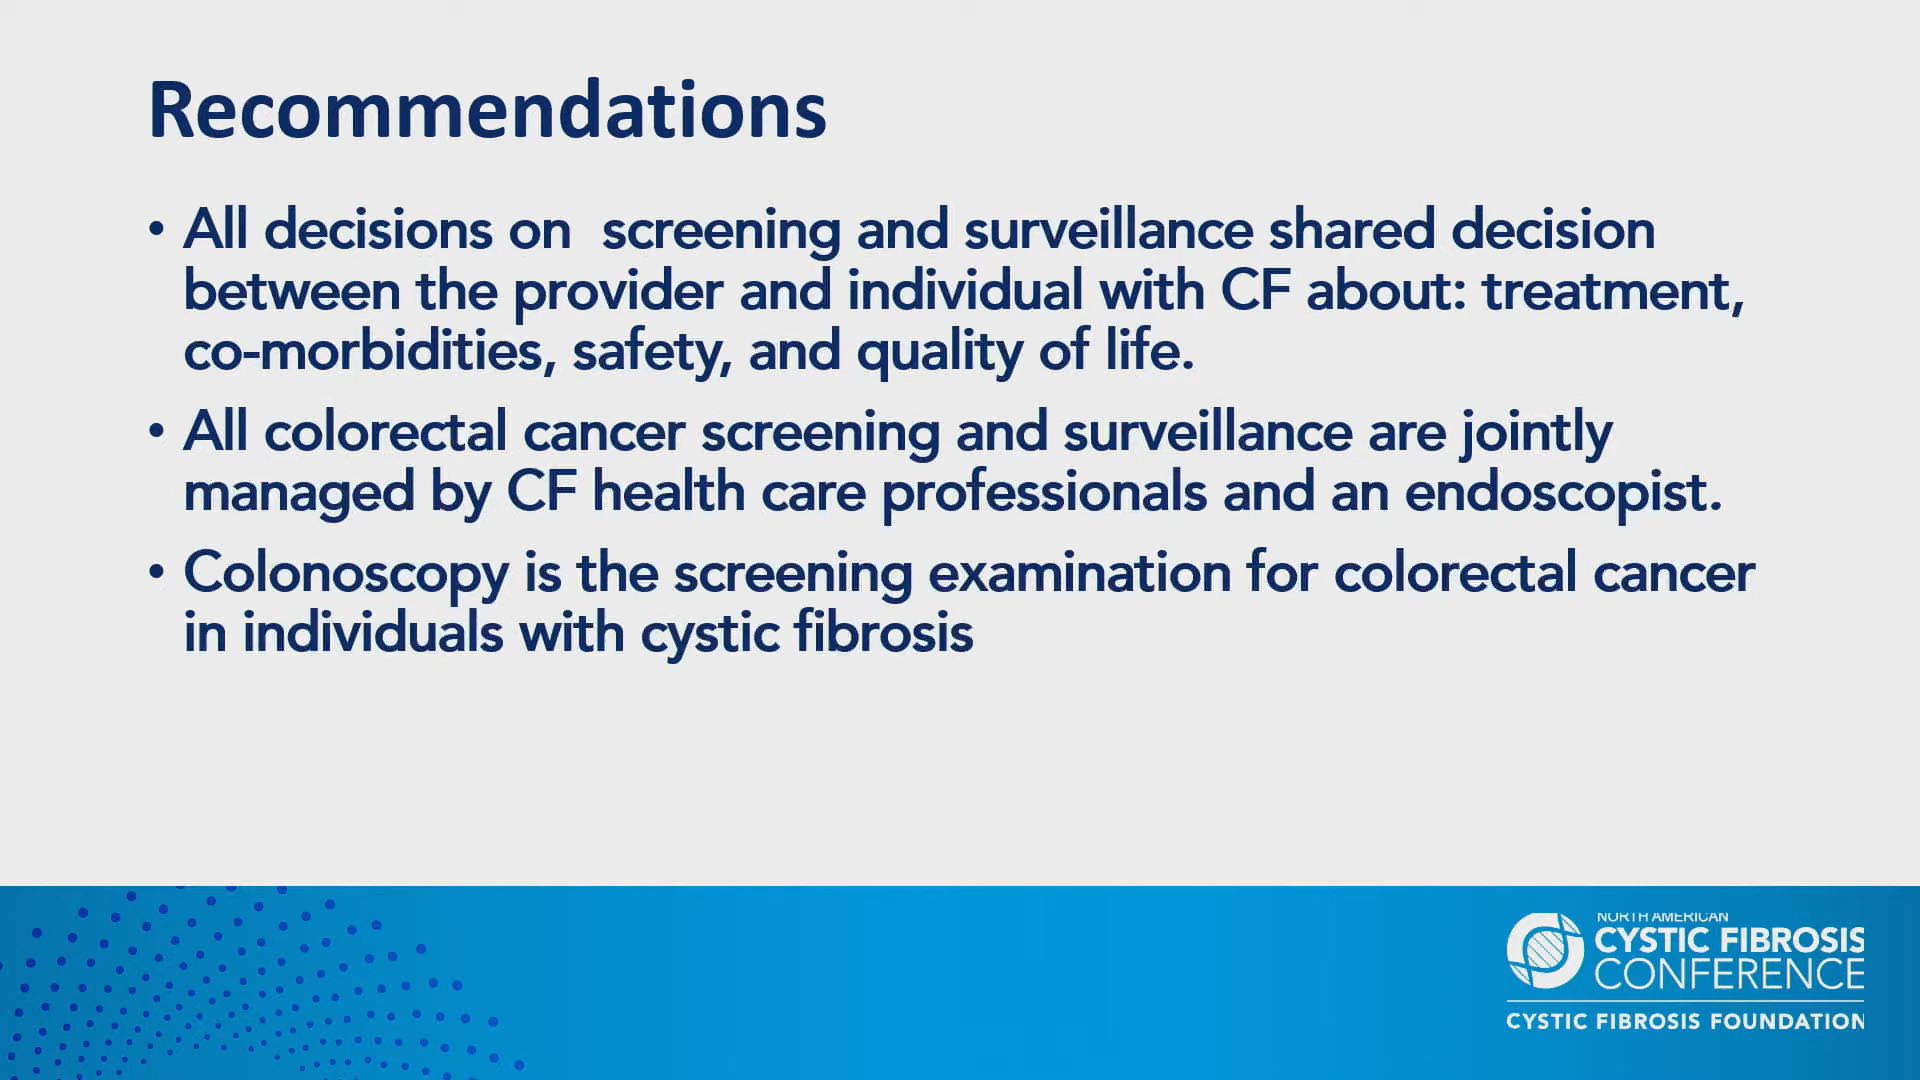 Recommendations
• All decisions on  screening and surveillance shared decision
between the provider and individual with CF about: treatment,
co-morbidities, safety, and quality of life.
• All colorectal cancer screening and surveillance are jointly
managed by CF health care professionals and an endoscopist.
• Colonoscopy is the screening examination for colorectal cancer
in individuals with cystic fibrosis
NORTH AMERICAN
CYSTIC FIBROSIS
CONFERENCE
CYSTIC FIBROSIS FOUNDATION